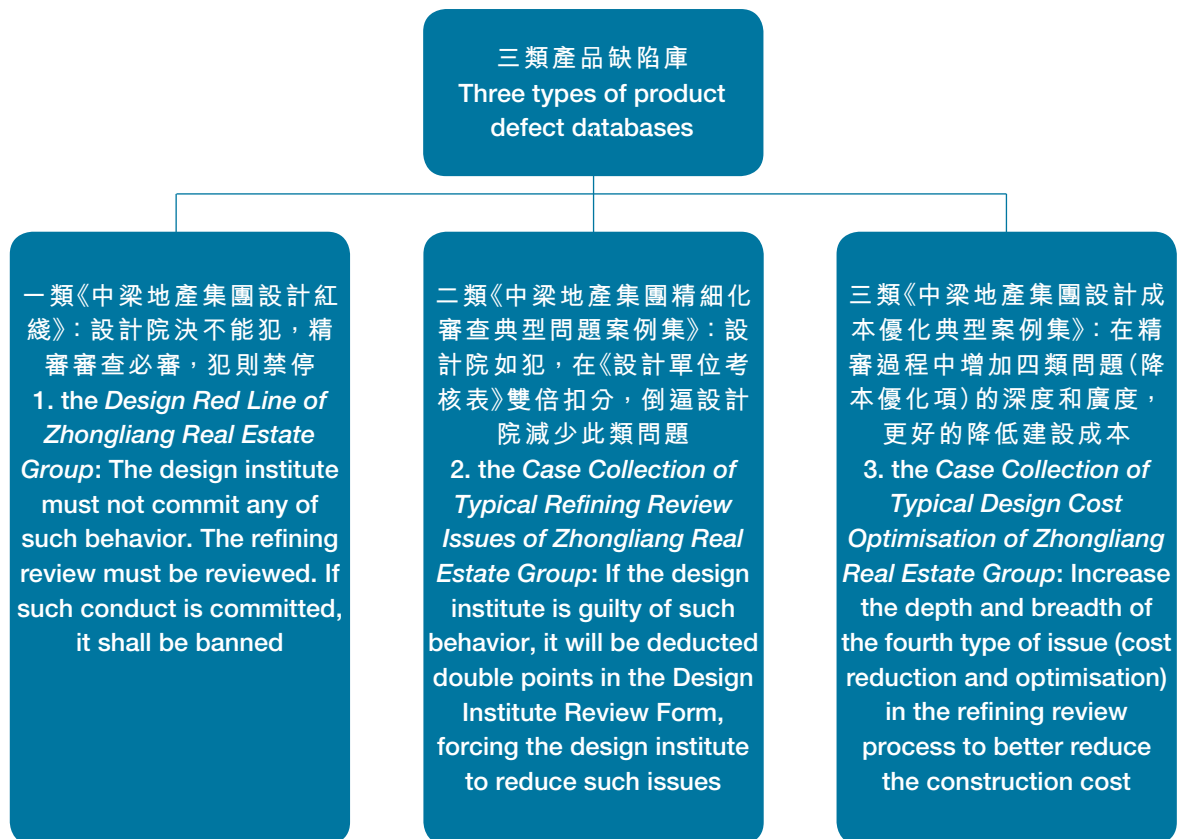 三類產品缺陷庫
Three types of product
defect databases
一類《中梁地產集團設計紅
綫》：設計院決不能犯，精
審審查必審，犯則禁停
1. the Design Red Line of
Zhongliang Real Estate
Group: The design institute
must not commit any of
such behavior. The refining
review must be reviewed. If
such conduct is committed,
it shall be banned
二類《中梁地產集團精細化
審查典型問題案例集》：設
計院如犯，在《設計單位考
核表》雙倍扣分，倒逼設計
院減少此類問題
2. the Case Collection of
Typical Refining Review
Issues of Zhongliang Real
Estate Group: If the design
institute is guilty of such
behavior, it will be deducted
double points in the Design
Institute Review Form,
forcing the design institute
to reduce such issues
三類《中梁地產集團設計成
本優化典型案例集》：在精
審過程中增加四類問題（降
本優化項）的深度和廣度，
更好的降低建設成本
3. the Case Collection of
Typical Design Cost
Optimisation of Zhongliang
Real Estate Group: Increase
the depth and breadth of
the fourth type of issue (cost
reduction and optimisation)
in the refining review
process to better reduce
the construction cost